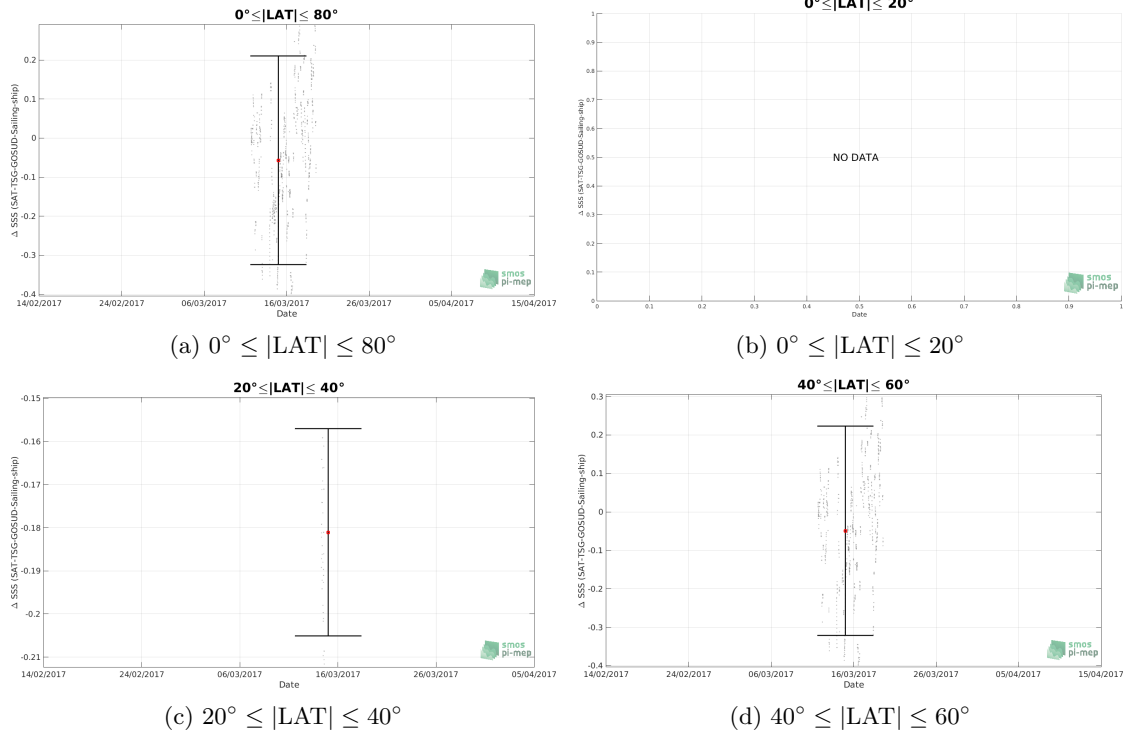 0°≤|LAT|≤ 80°
0.2
0.1
0
-0.1
-0.2
-0.3
-0.4
Δ SSS (SAT-TSG-GOSUD-Sailing-ship)
14/02/2017 24/02/2017 06/03/2017 16/03/2017 26/03/2017 05/04/2017 15/04/2017
Date
smos
pi-mep
(a) 0° ≤ |LAT| ≤ 80°
0°≤|LAT|≤ 20°
1
0.9
0.8
0.7
0.6
0.5
0.4
0.3
0.2
0.1
0
Δ SSS (SAT-TSG-GOSUD-Sailing-ship)
NO DATA
0 0.1 0.2 0.3 0.4 0.5 0.6 0.7 0.8 0.9 1
Date
smos
pi-mep
(b) 0° ≤ |LAT| ≤ 20°
20°≤|LAT|≤ 40°
-0.15
-0.16
-0.17
-0.18
-0.19
-0.2
-0.21
Δ SSS (SAT-TSG-GOSUD-Sailing-ship)
14/02/2017 24/02/2017 06/03/2017 16/03/2017 26/03/2017 05/04/2017
Date
smos
pi-mep
(c) 20° ≤ |LAT| ≤ 40°
40°≤|LAT|≤ 60°
0.3
0.2
0.1
0
-0.1
-0.2
-0.3
-0.4
Δ SSS (SAT-TSG-GOSUD-Sailing-ship)
14/02/2017 24/02/2017 06/03/2017 16/03/2017 26/03/2017 05/04/2017 15/04/2017
Date
smos
pi-mep
(d) 40° ≤ |LAT| ≤ 60°